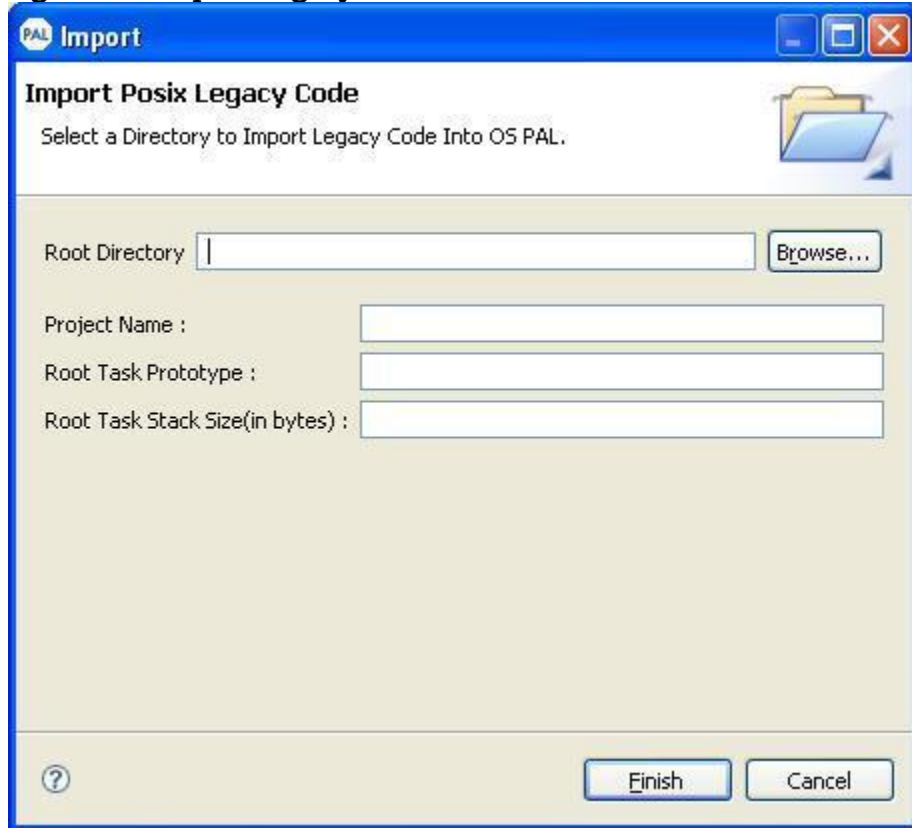 PAL Import
Import Posix Legacy Code
Select a Directory to Import Legacy Code Into OS PAL.
Root Directory Browse...
Project Name :
Root Task Prototype :
Root Task Stack Size(in bytes) :
? Finish Cancel